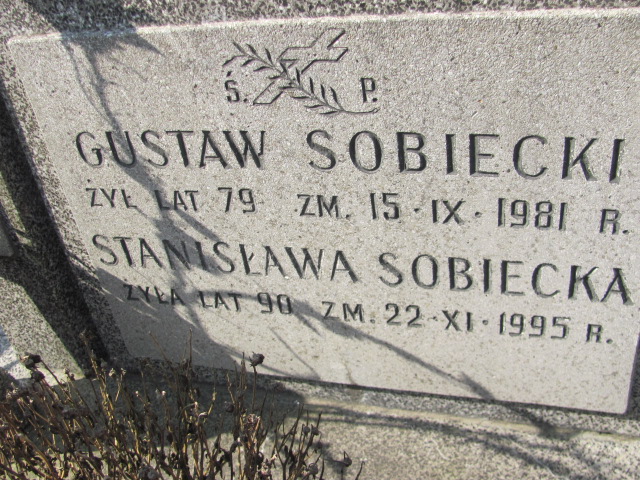 Ś. P.
GUSTAW SOBIECKI
ŻYŁ LAT 79 ZM. 15·IX·1981 R.
STANISŁAWA SOBIECKA
ŻYŁA LAT 90 ZM. 22·XI·1995 R.